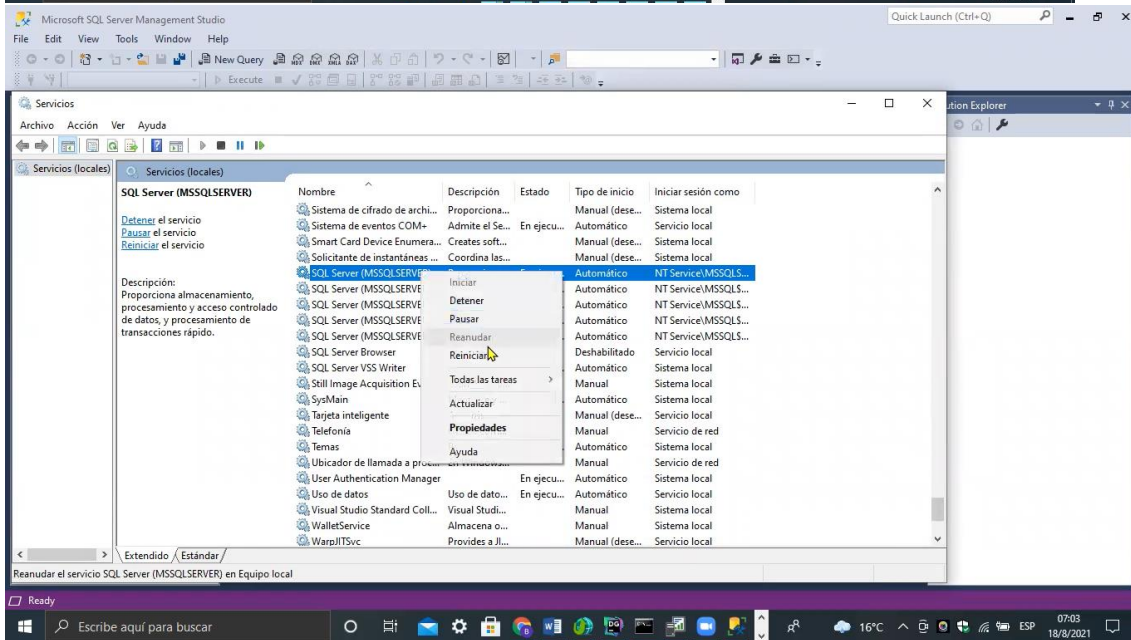 Microsoft SQL Server Management Studio
Quick Launch (Ctrl+Q)
File Edit View Tools Window Help
New Query
Execute
Servicios
ution Explorer
Archivo Acción Ver Ayuda
Servicios (locales)
Servicios (locales)
SQL Server (MSSQLSERVER)
Detener el servicio
Pausar el servicio
Reiniciar el servicio
Descripción:
Proporciona almacenamiento,
procesamiento y acceso controlado
de datos, y procesamiento de
transacciones rápido.
Nombre Descripción Estado Tipo de inicio Iniciar sesión como
Sistema de cifrado de archi... Proporciona... Manual (dese... Sistema local
Sistema de eventos COM+ Admite el Se... En ejecu... Automático Servicio local
Smart Card Device Enumera... Creates soft... Manual (dese... Sistema local
Solicitante de instantáneas ... Coordina las... Manual (dese... Sistema local
SQL Server (MSSQLSERVER) Automático NT Service\MSSQLS...
SQL Server (MSSQLSERVE Automático NT Service\MSSQL$...
SQL Server (MSSQLSERVE Automático NT Service\MSSQL$...
SQL Server (MSSQLSERVE Automático NT Service\MSSQL$...
SQL Server (MSSQLSERVE Automático NT Service\MSSQL$...
SQL Server Browser Deshabilitado Servicio local
SQL Server VSS Writer Automático Sistema local
Still Image Acquisition Ev Manual Sistema local
SysMain Automático Sistema local
Tarjeta inteligente Manual (dese... Servicio local
Telefonía Manual Servicio de red
Temas Automático Sistema local
Ubicador de llamada a proc... En Windows... Manual Servicio de red
User Authentication Manager En ejecu... Automático Sistema local
Uso de datos Uso de dato... En ejecu... Automático Servicio local
Visual Studio Standard Coll... Visual Studi... Manual Sistema local
WalletService Almacena o... Manual Sistema local
WarpJITSvc Provides a JI... Manual (dese... Servicio local
Iniciar
Detener
Pausar
Reanudar
Reiniciar
Todas las tareas
Actualizar
Propiedades
Ayuda
Extendido Estándar
Reanudar el servicio SQL Server (MSSQLSERVER) en Equipo local
Ready
Escribe aquí para buscar
16°C
ESP
07:03
18/8/2021